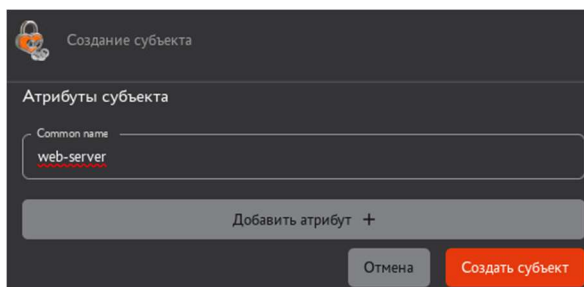 Создание субъекта
Атрибуты субъекта
Common name
web-server
Добавить атрибут +
Отмена
Создать субъект